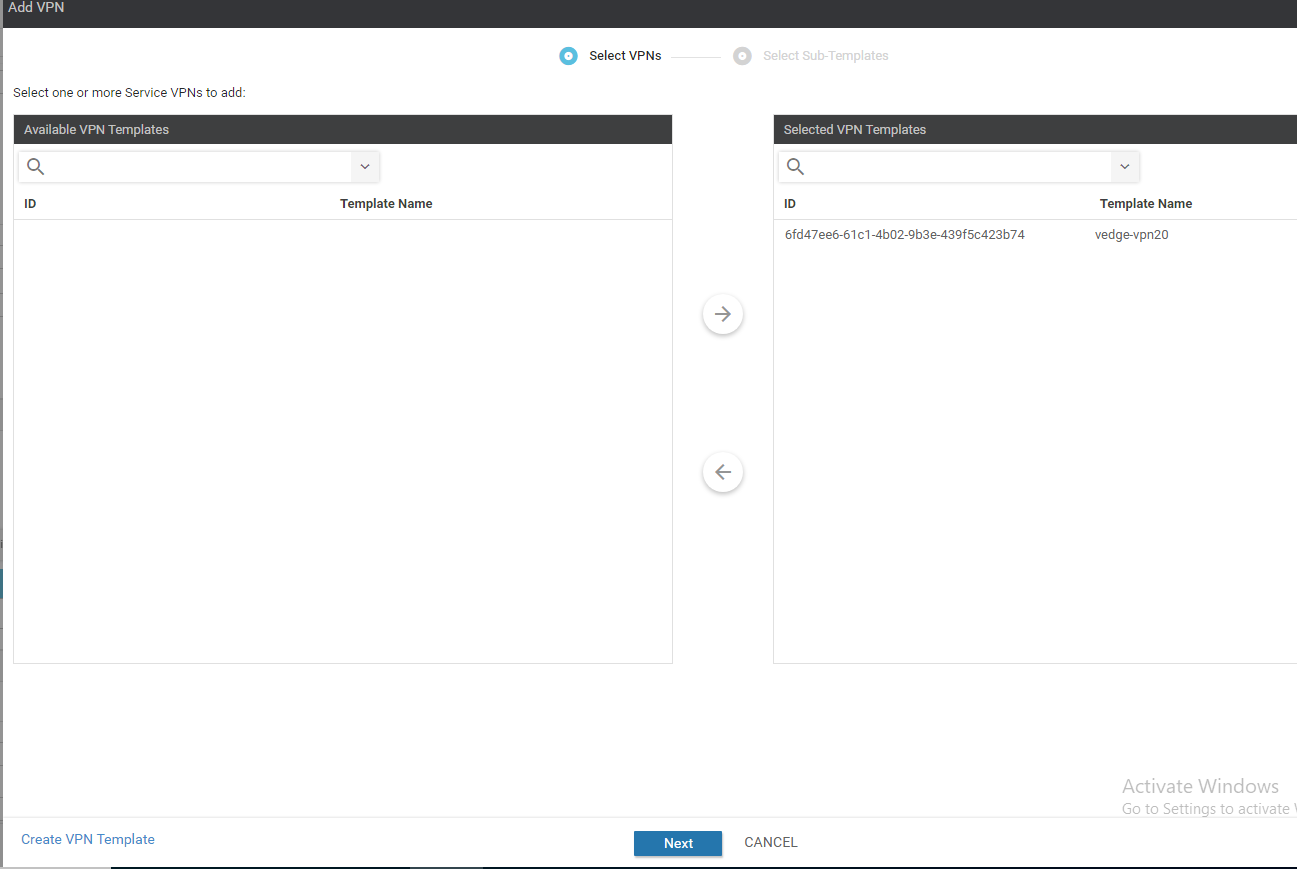 Add VPN
Select VPNs
Select Sub-Templates
Select one or more Service VPNs to add:
Available VPN Templates
Selected VPN Templates
ID Template Name
ID Template Name
6fd47ee6-61c1-4b02-9b3e-439f5c423b74 vedge-vpn20
Activate Windows
Go to Settings to activate
Create VPN Template
Next
CANCEL